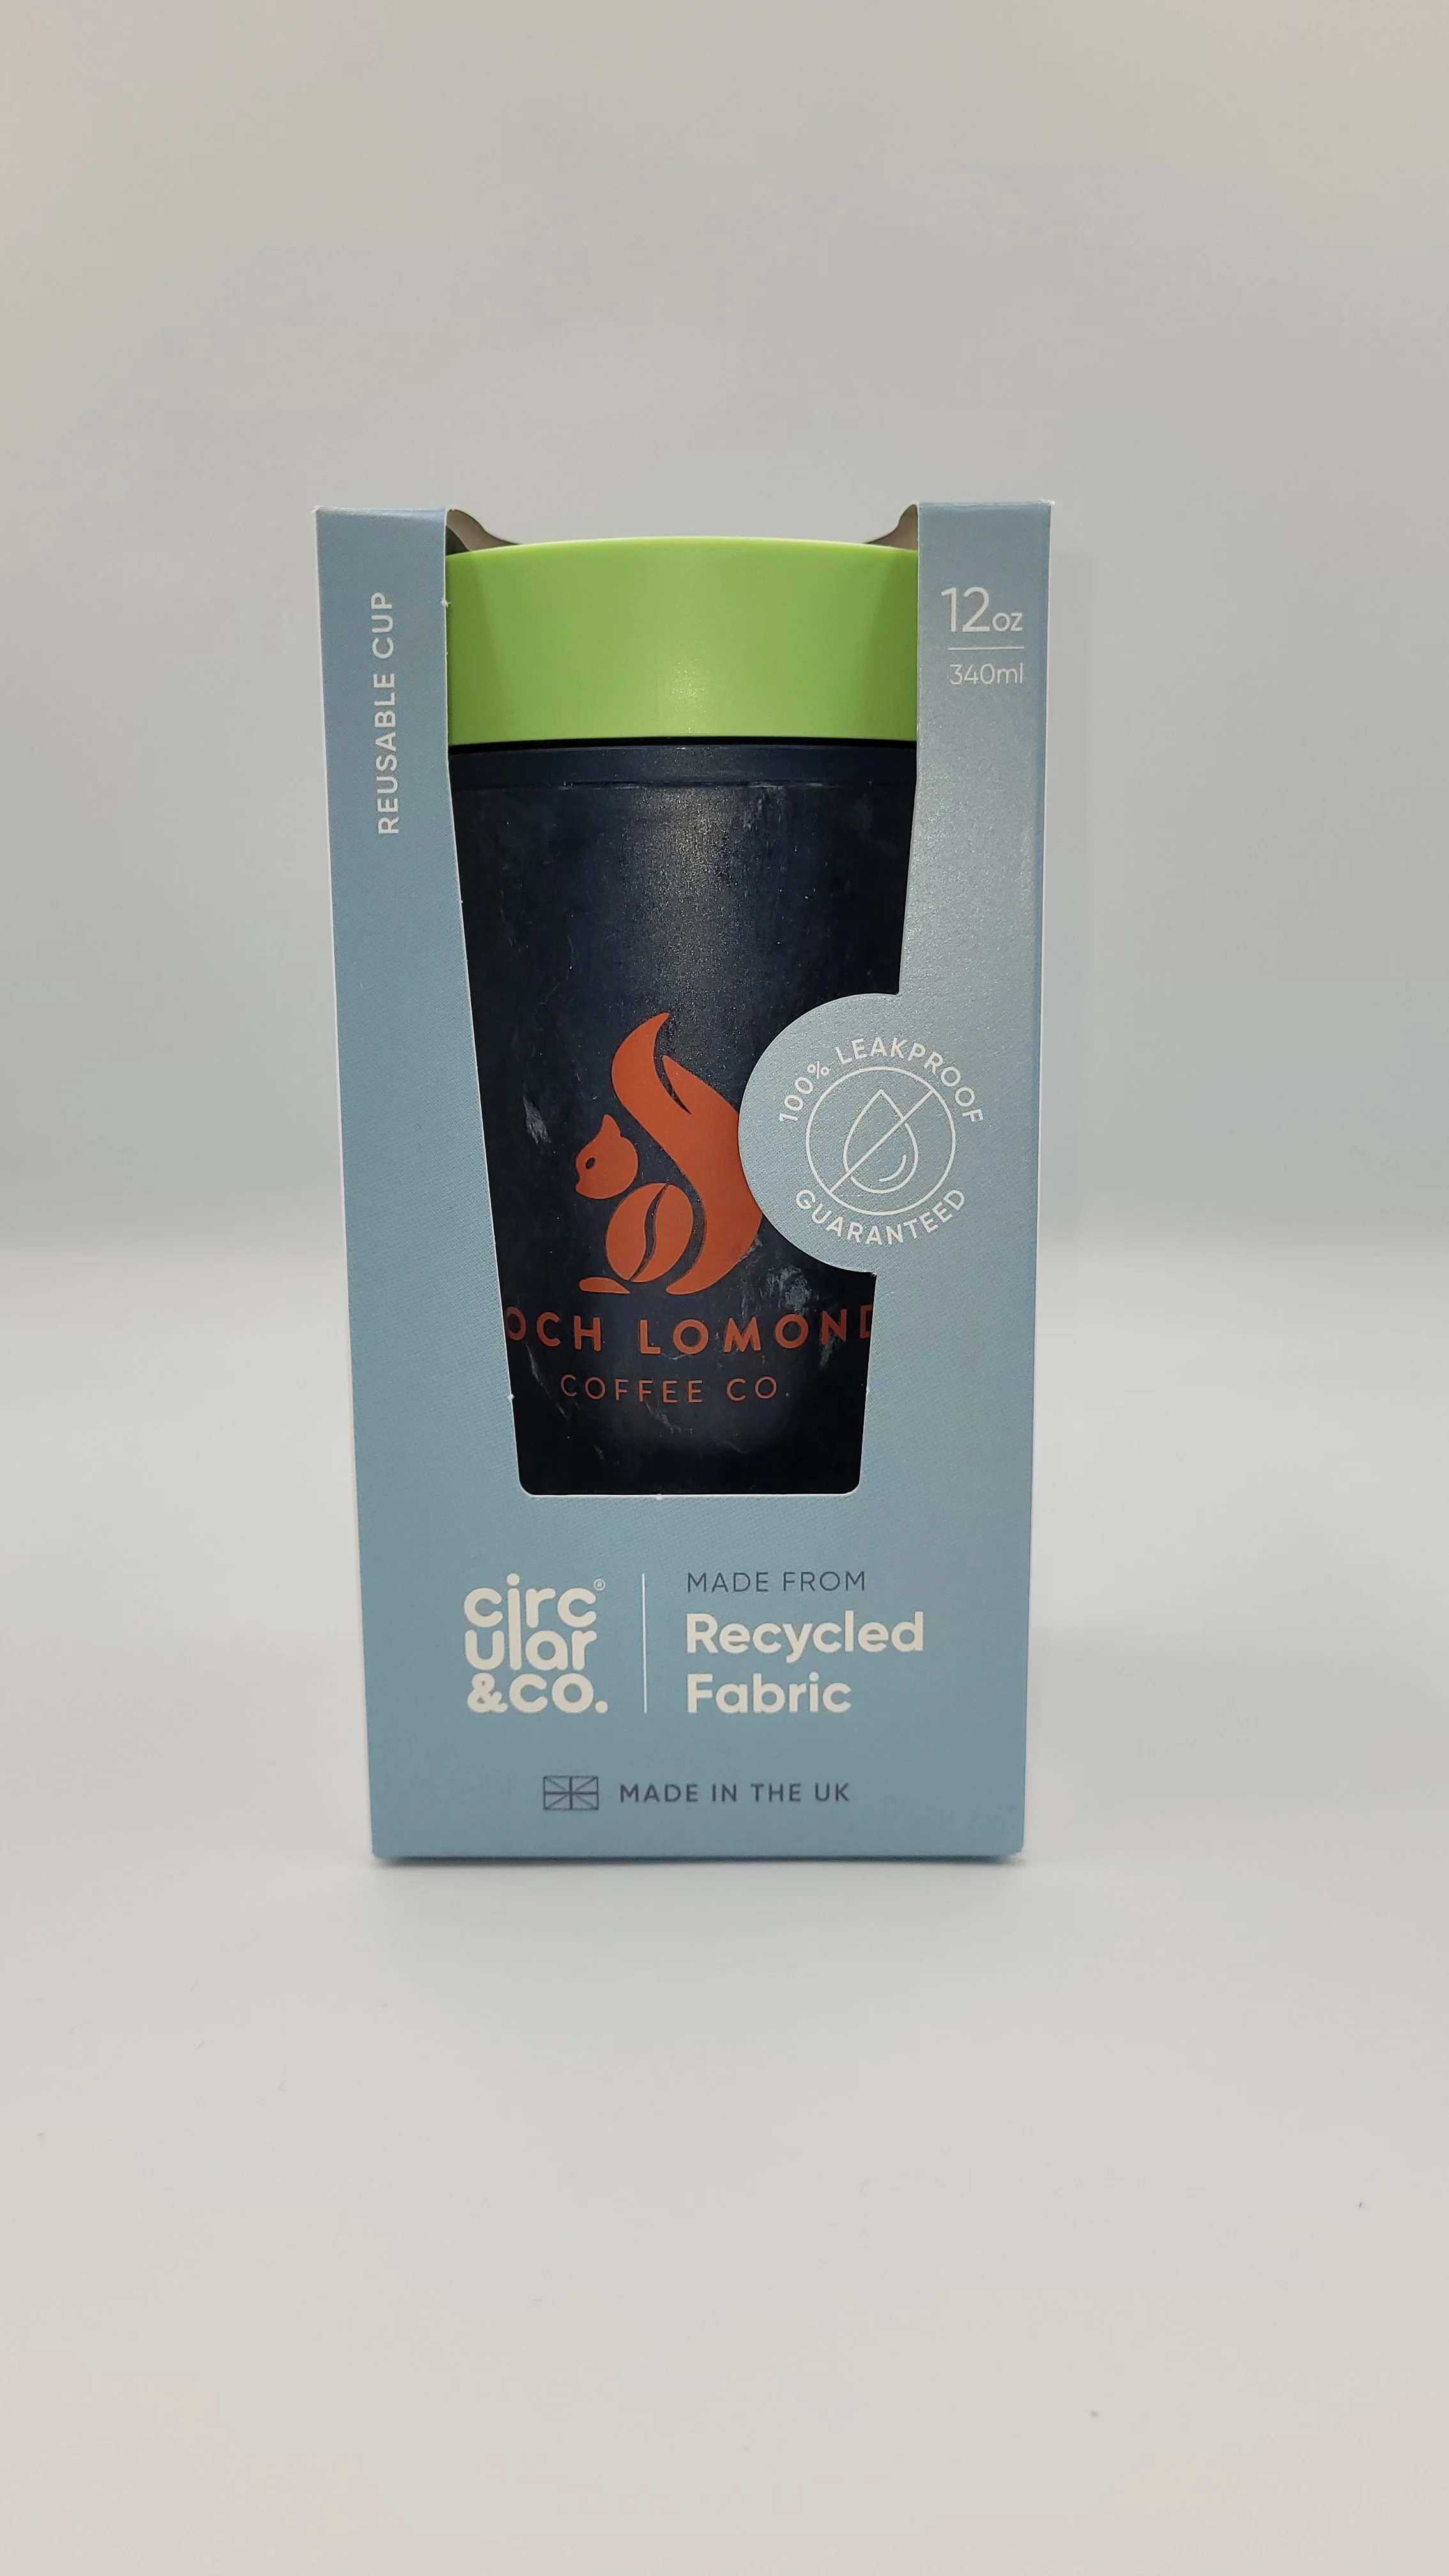 REUSABLE CUP
12oz
340ml
100% LEAKPROOF
GUARANTEED
OCH LOMOND
COFFEE CO.
circ®
ular
&co.
MADE FROM
Recycled
Fabric
MADE IN THE UK